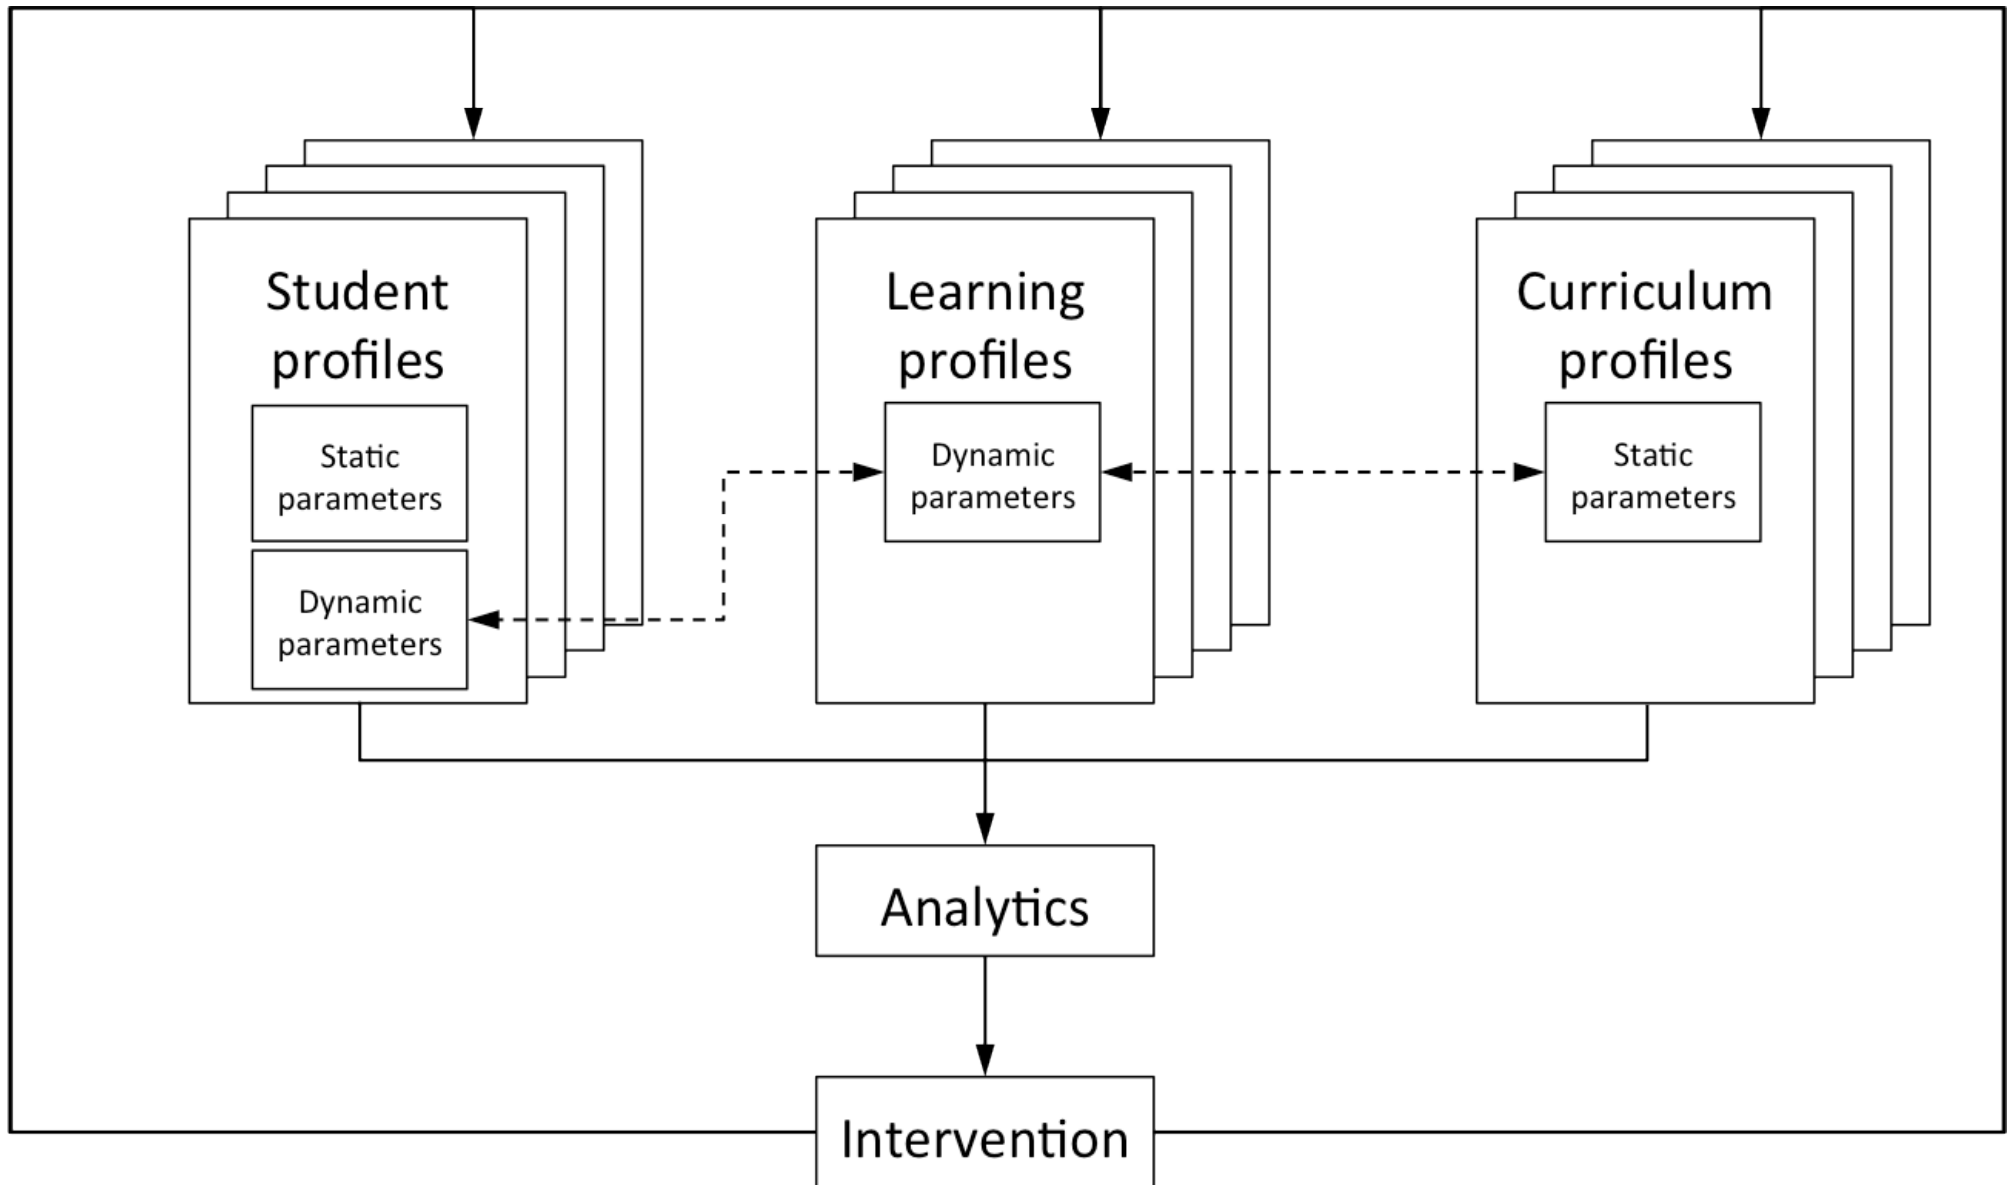 Student
profiles
Static
parameters
Dynamic
parameters
Learning
profiles
Dynamic
parameters
Curriculum
profiles
Static
parameters
Analytics
Intervention